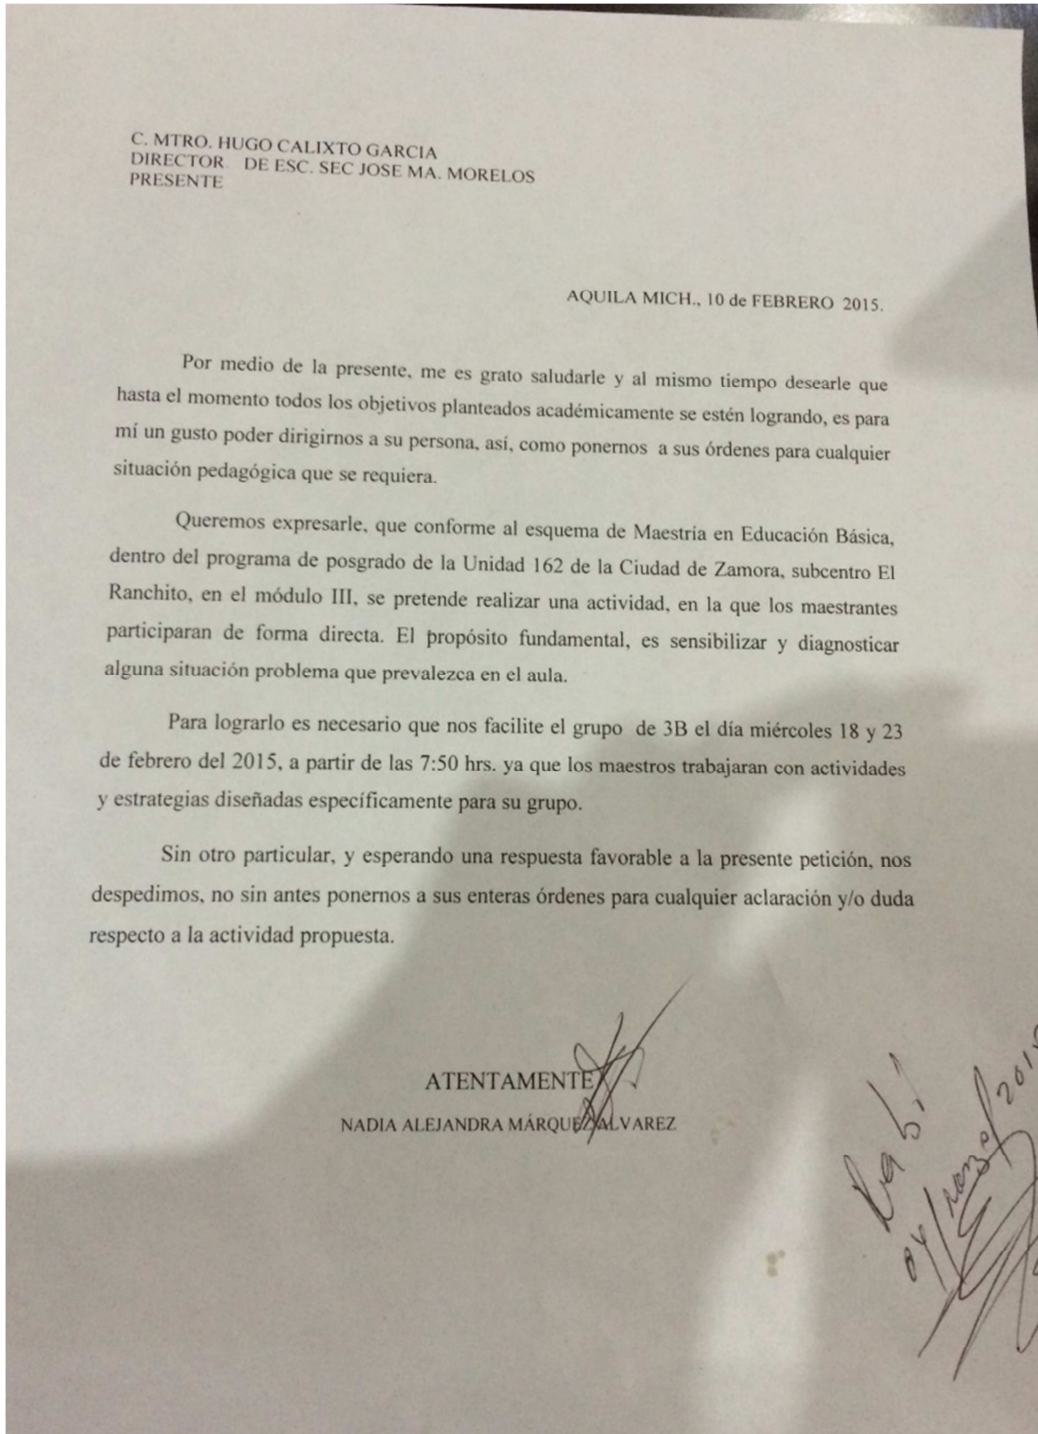 C. MTRO. HUGO CALIXTO GARCIA
DIRECTOR DE ESC. SEC JOSE MA. MORELOS
PRESENTE
AQUILA MICH., 10 de FEBRERO 2015.
Por medio de la presente, me es grato saludarle y al mismo tiempo desearle que
hasta el momento todos los objetivos planteados académicamente se estén logrando, es para
mí un gusto poder dirigirnos a su persona, así, como ponernos a sus órdenes para cualquier
situación pedagógica que se requiera.
Queremos expresarle, que conforme al esquema de Maestría en Educación Básica,
dentro del programa de posgrado de la Unidad 162 de la Ciudad de Zamora, subcentro El
Ranchito, en el módulo III, se pretende realizar una actividad, en la que los maestrantes
participaran de forma directa. El propósito fundamental, es sensibilizar y diagnosticar
alguna situación problema que prevalezca en el aula.
Para lograrlo es necesario que nos facilite el grupo de 3B el día miércoles 18 y 23
de febrero del 2015, a partir de las 7:50 hrs. ya que los maestros trabajaran con actividades
y estrategias diseñadas específicamente para su grupo.
Sin otro particular, y esperando una respuesta favorable a la presente petición, nos
despedimos, no sin antes ponernos a sus enteras órdenes para cualquier aclaración y/o duda
respecto a la actividad propuesta.
ATENTAMENTE
NADIA ALEJANDRA MÁRQUEZ ALVAREZ